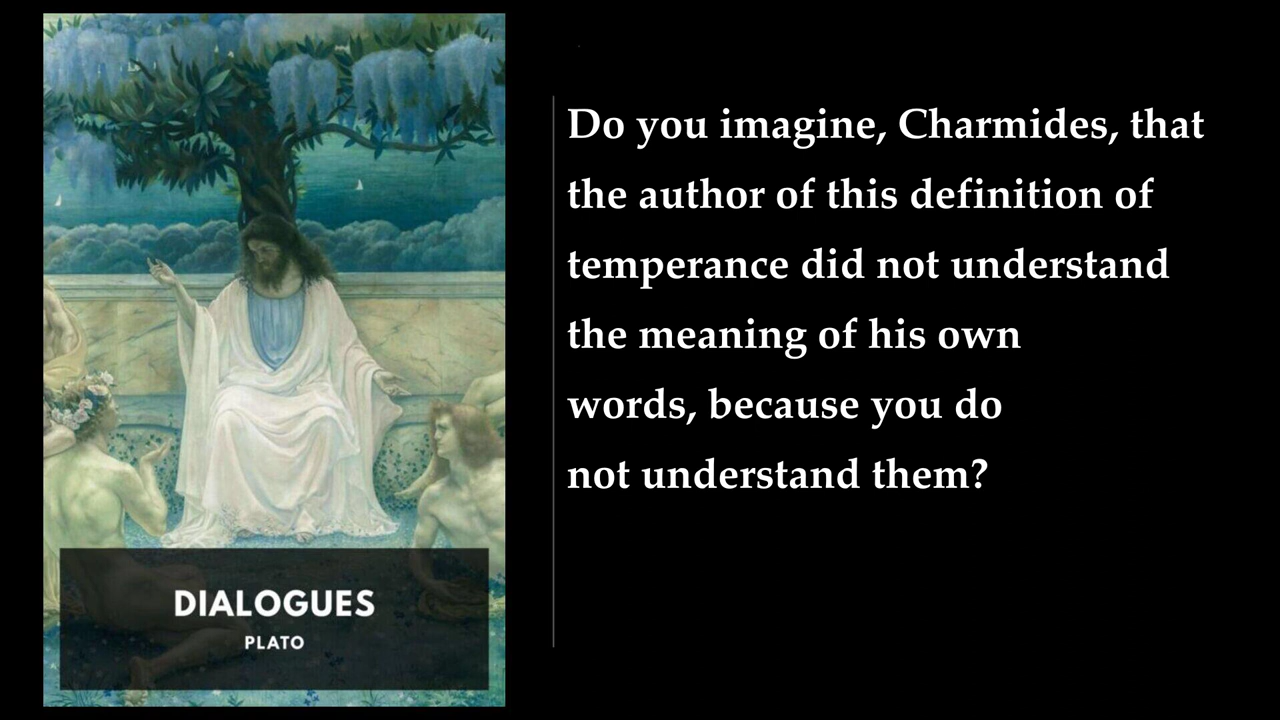 Do you imagine, Charmides, that
the author of this definition of
temperance did not understand
the meaning of his own
words, because you do
not understand them?
DIALOGUES
PLATO